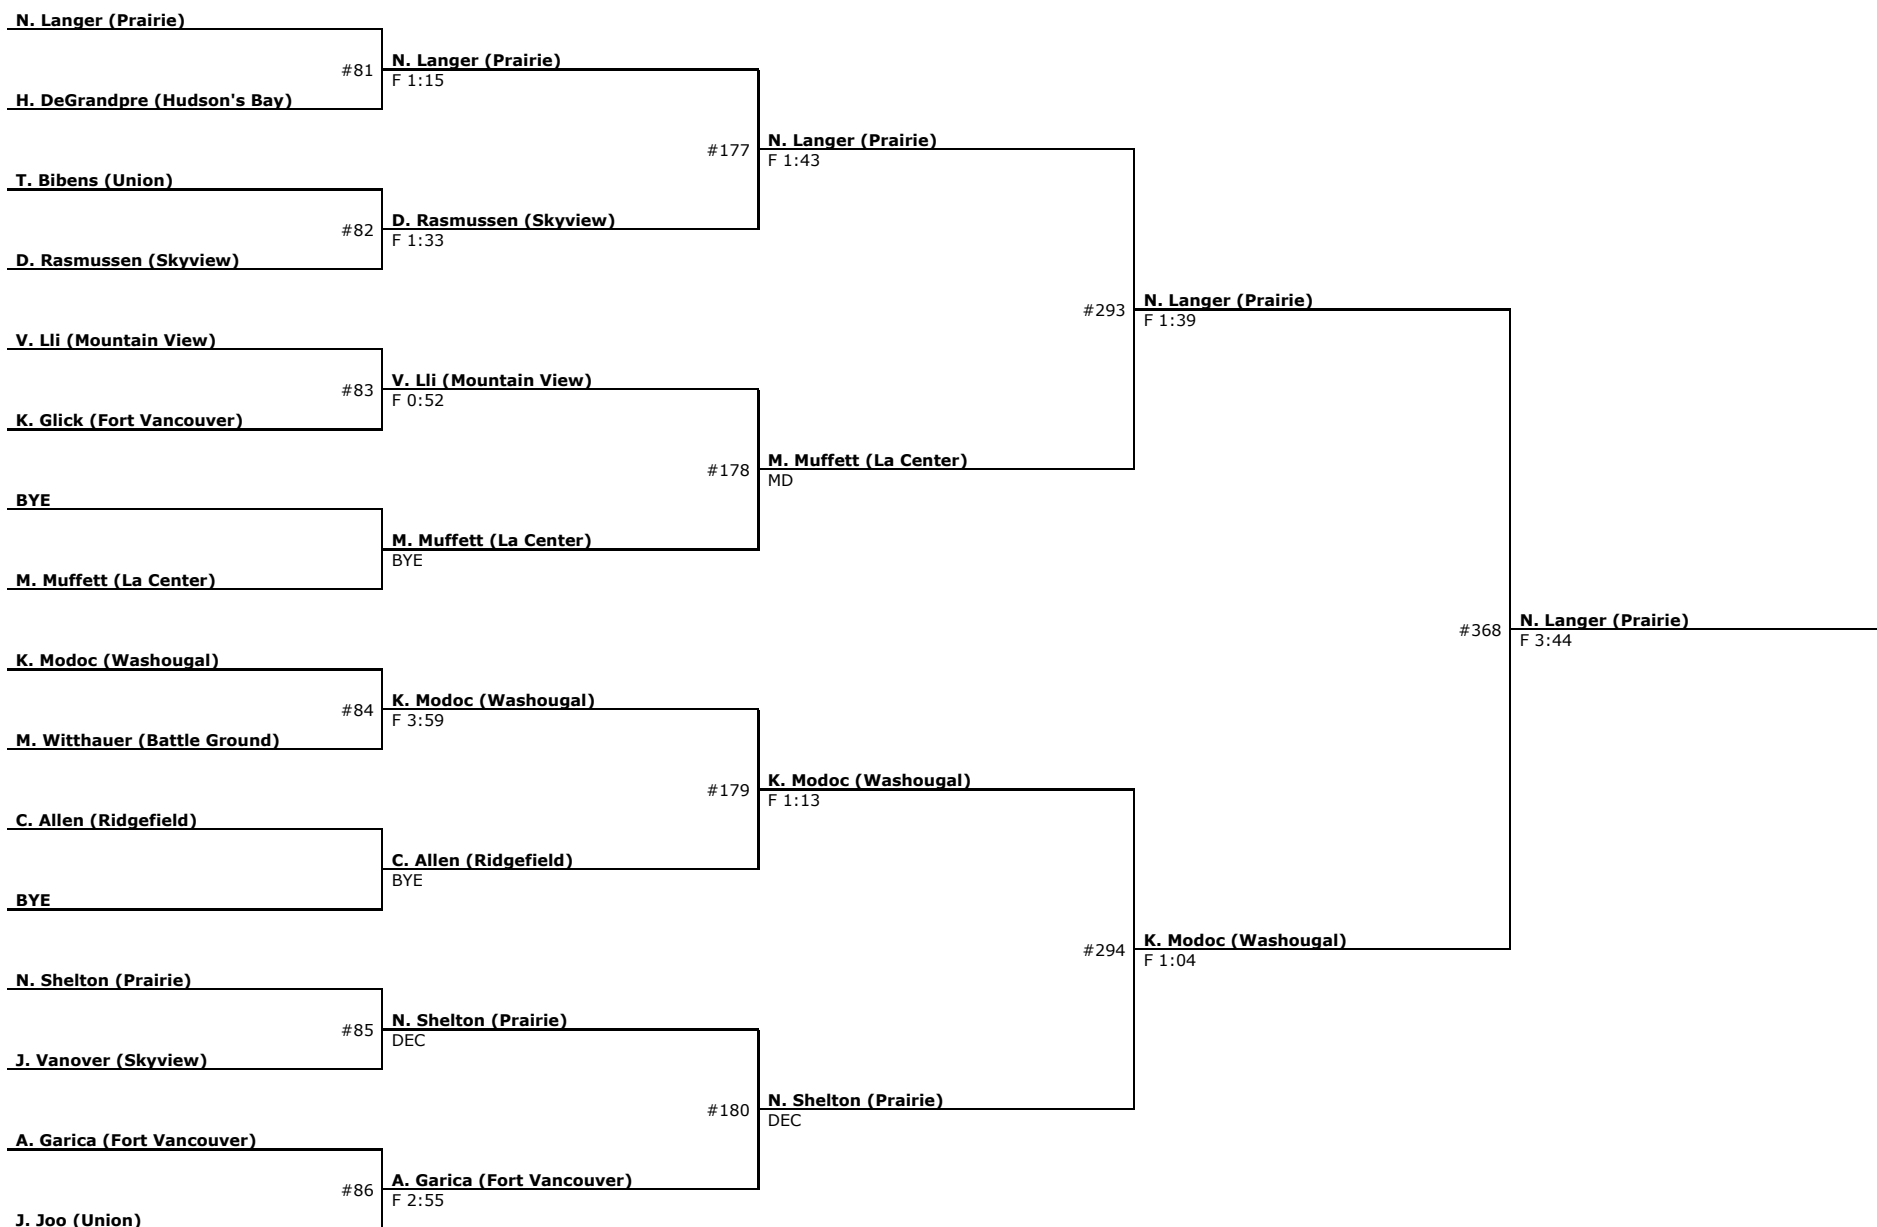 N. Langer (Prairie)
#81
N. Langer (Prairie)
F 1:15
H. DeGrandpre (Hudson's Bay)
#177
N. Langer (Prairie)
F 1:43
T. Bibens (Union)
#82
D. Rasmussen (Skyview)
F 1:33
D. Rasmussen (Skyview)
#293
N. Langer (Prairie)
F 1:39
V. Lli (Mountain View)
#83
V. Lli (Mountain View)
F 0:52
K. Glick (Fort Vancouver)
#178
M. Muffett (La Center)
MD
BYE
M. Muffett (La Center)
BYE
M. Muffett (La Center)
#368
N. Langer (Prairie)
F 3:44
K. Modoc (Washougal)
#84
K. Modoc (Washougal)
F 3:59
M. Witthauer (Battle Ground)
#179
K. Modoc (Washougal)
F 1:13
C. Allen (Ridgefield)
C. Allen (Ridgefield)
BYE
BYE
#294
K. Modoc (Washougal)
F 1:04
N. Shelton (Prairie)
#85
N. Shelton (Prairie)
DEC
J. Vanover (Skyview)
#180
N. Shelton (Prairie)
DEC
A. Garica (Fort Vancouver)
#86
A. Garica (Fort Vancouver)
F 2:55
J. Joo (Union)